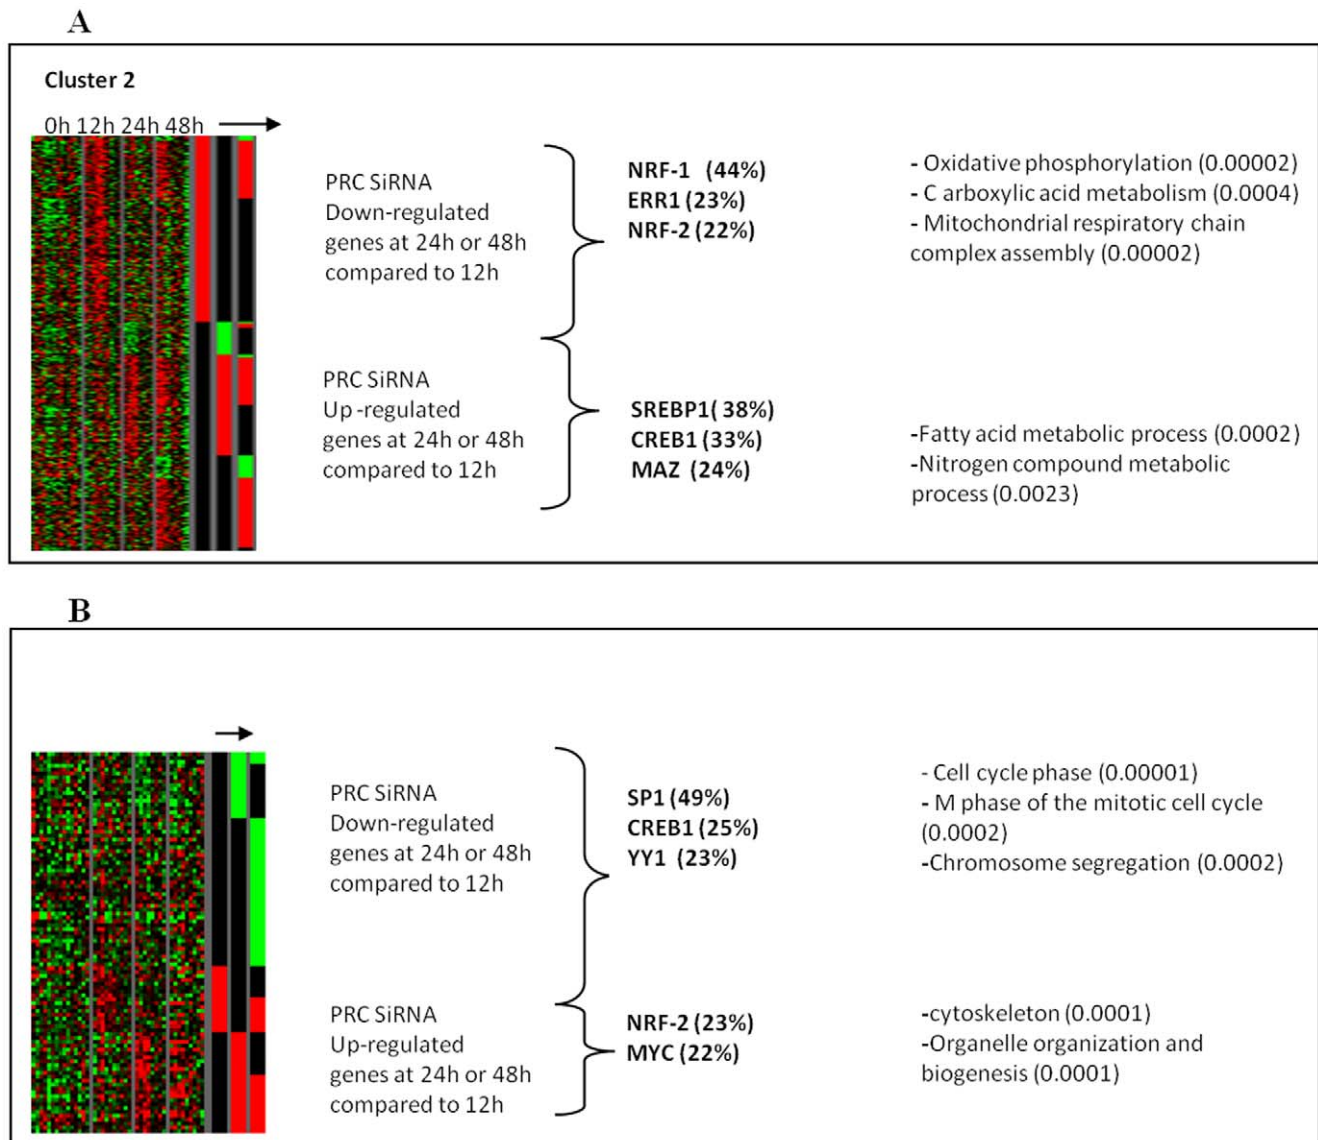 A
Cluster 2
0h 12h 24h 48h
PRC SiRNA
Down-regulated
genes at 24h or 48h
compared to 12h
NRF-1 (44%)
ERR1 (23%)
NRF-2 (22%)
- Oxidative phosphorylation (0.00002)
- C arboxylic acid metabolism (0.0004)
- Mitochondrial respiratory chain
complex assembly (0.00002)
PRC SiRNA
Up -regulated
genes at 24h or 48h
compared to 12h
SREBP1( 38%)
CREB1 (33%)
MAZ (24%)
-Fatty acid metabolic process (0.0002)
-Nitrogen compound metabolic
process (0.0023)
B
PRC SiRNA
Down-regulated
genes at 24h or 48h
compared to 12h
SP1 (49%)
CREB1 (25%)
YY1 (23%)
- Cell cycle phase (0.00001)
- M phase of the mitotic cell cycle
(0.0002)
-Chromosome segregation (0.0002)
PRC SiRNA
Up-regulated
genes at 24h or 48h
compared to 12h
NRF-2 (23%)
MYC (22%)
-cytoskeleton (0.0001)
-Organelle organization and
biogenesis (0.0001)